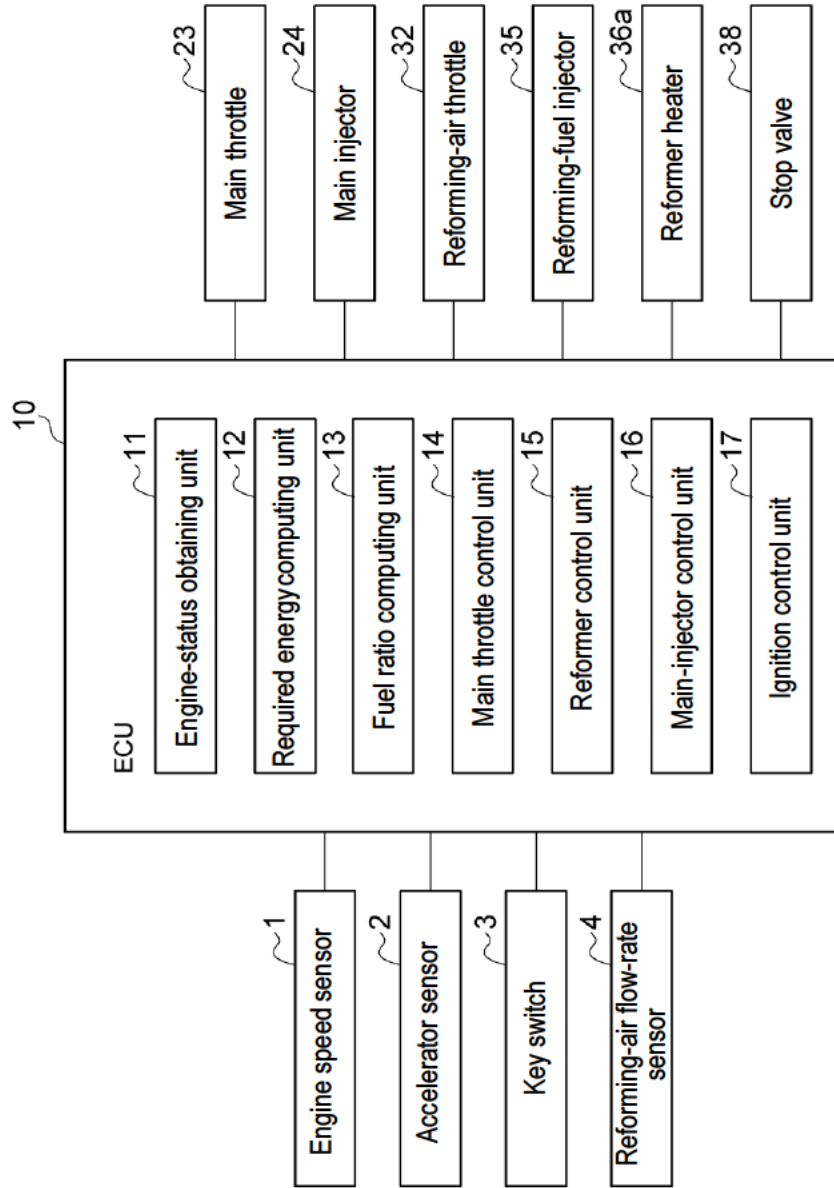 10
ECU
1
Engine speed sensor
2
Accelerator sensor
3
Key switch
4
Reforming-air flow-rate
sensor
11
Engine-status obtaining unit
12
Required energy computing unit
13
Fuel ratio computing unit
14
Main throttle control unit
15
Reformer control unit
16
Main-injector control unit
17
Ignition control unit
23
Main throttle
24
Main injector
32
Reforming-air throttle
35
Reforming-fuel injector
36a
Reformer heater
38
Stop valve